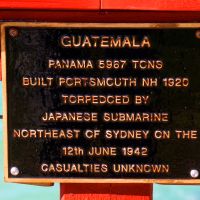 GUATEMALA
PANAMA 5967 TONS
BUILT PORTSMOUTH NH 1920
TORPEDOED BY
JAPANESE SUBMARINE
NORTHEAST OF SYDNEY ON THE
12th JUNE 1942
CASUALTIES UNKNOWN